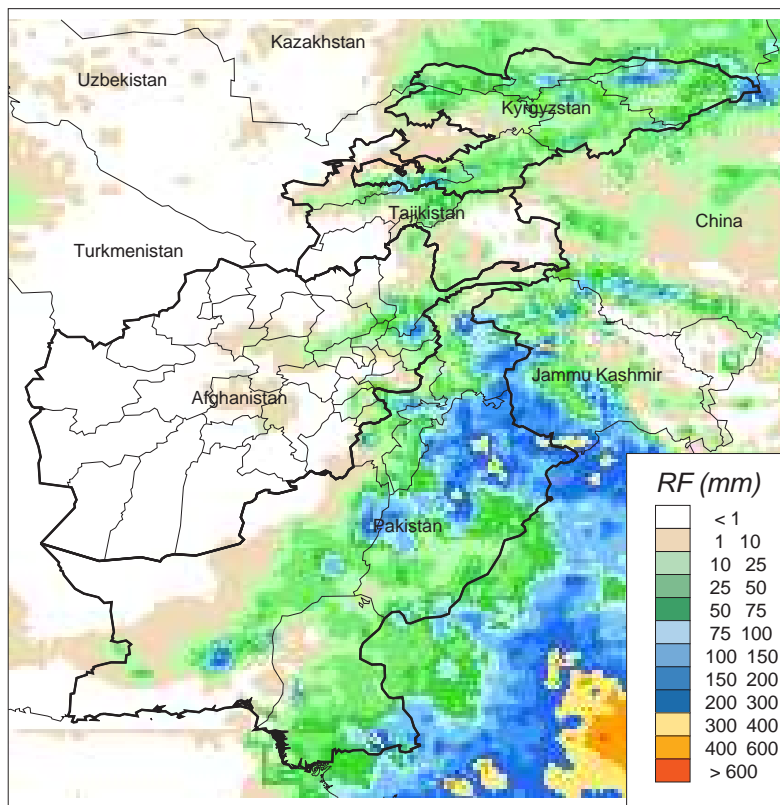 Kazakhstan
Uzbekistan
Kyrgyzstan
Tajikistan
China
Turkmenistan
Jammu Kashmir
Afghanistan
Pakistan
RF (mm)
< 1
1 10
10 25
25 50
50 75
75 100
100 150
150 200
200 300
300 400
400 600
> 600